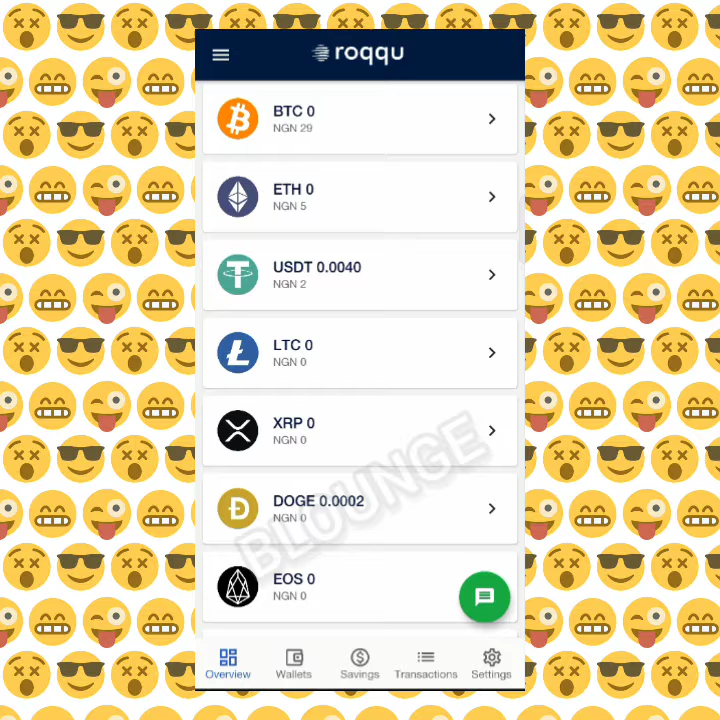 roqqu
BTC 0
NGN 29
ETH 0
NGN 5
USDT 0.0040
NGN 2
LTC 0
NGN 0
XRP 0
NGN 0
DOGE 0.0002
NGN 0
BLOUNGE
EOS 0
NGN 0
Overview
Wallets
Savings
Transactions
Settings